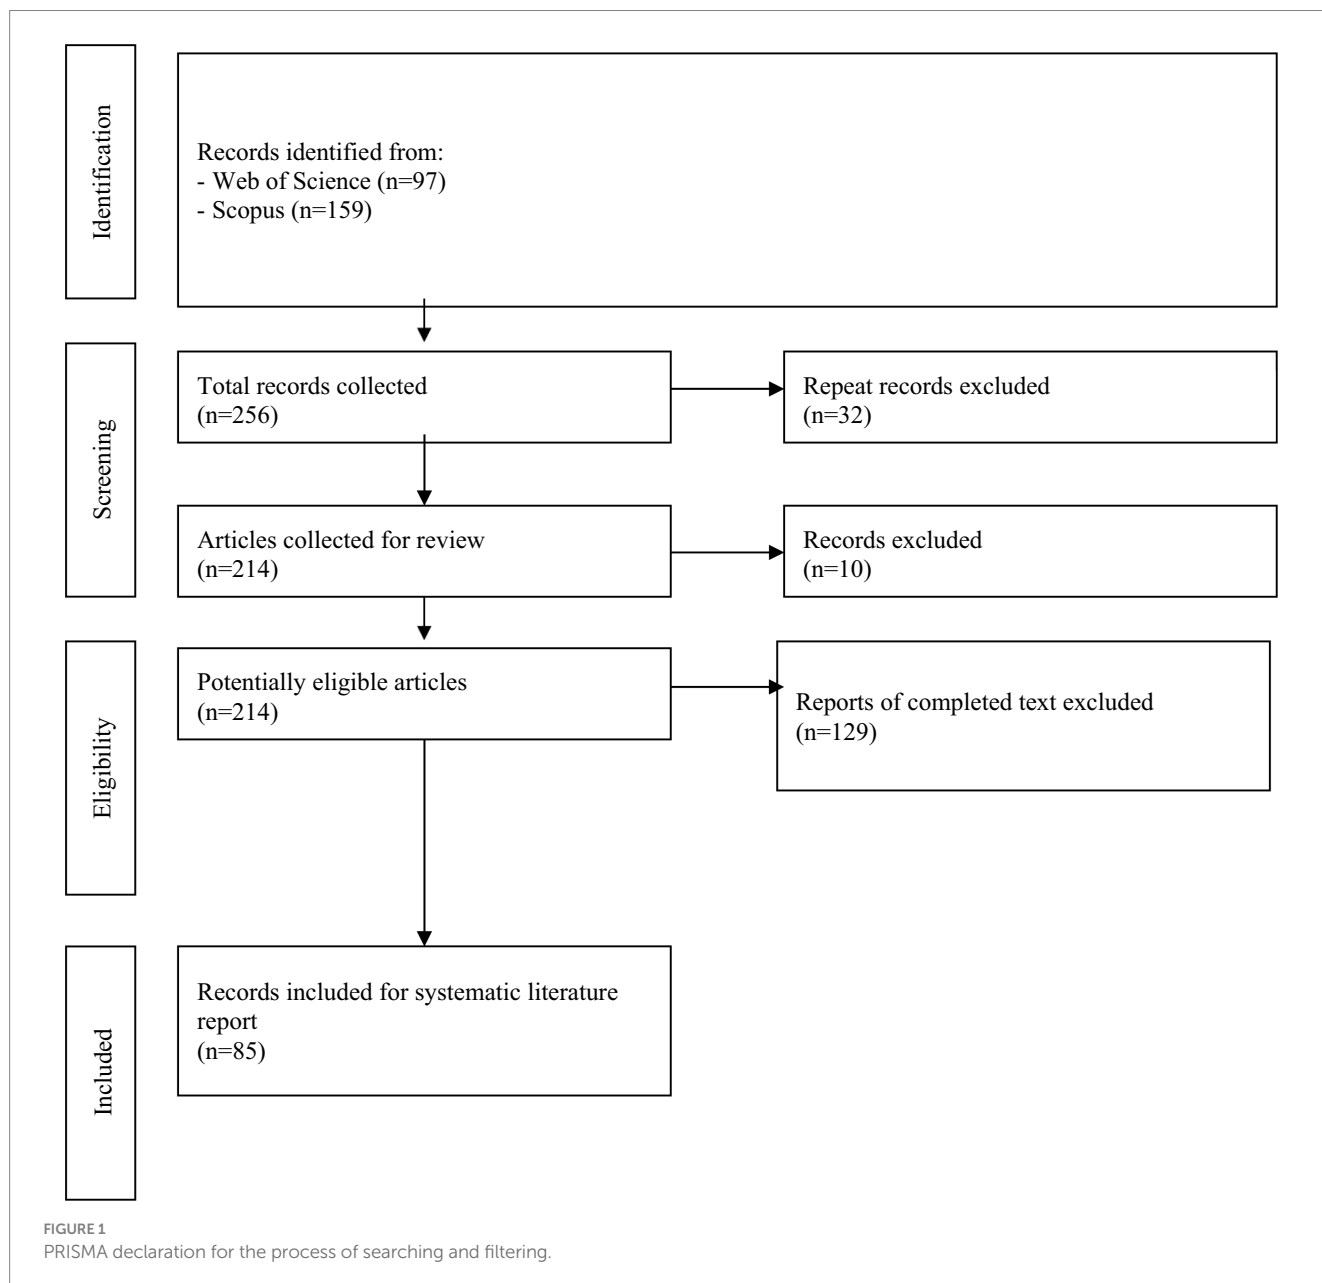 Identification
Records identified from:
- Web of Science (n=97)
- Scopus (n=159)
Screening
Total records collected
(n=256)
Repeat records excluded
(n=32)
Articles collected for review
(n=214)
Records excluded
(n=10)
Eligibility
Potentially eligible articles
(n=214)
Reports of completed text excluded
(n=129)
Included
Records included for systematic literature
report
(n=85)
FIGURE 1
PRISMA declaration for the process of searching and filtering.